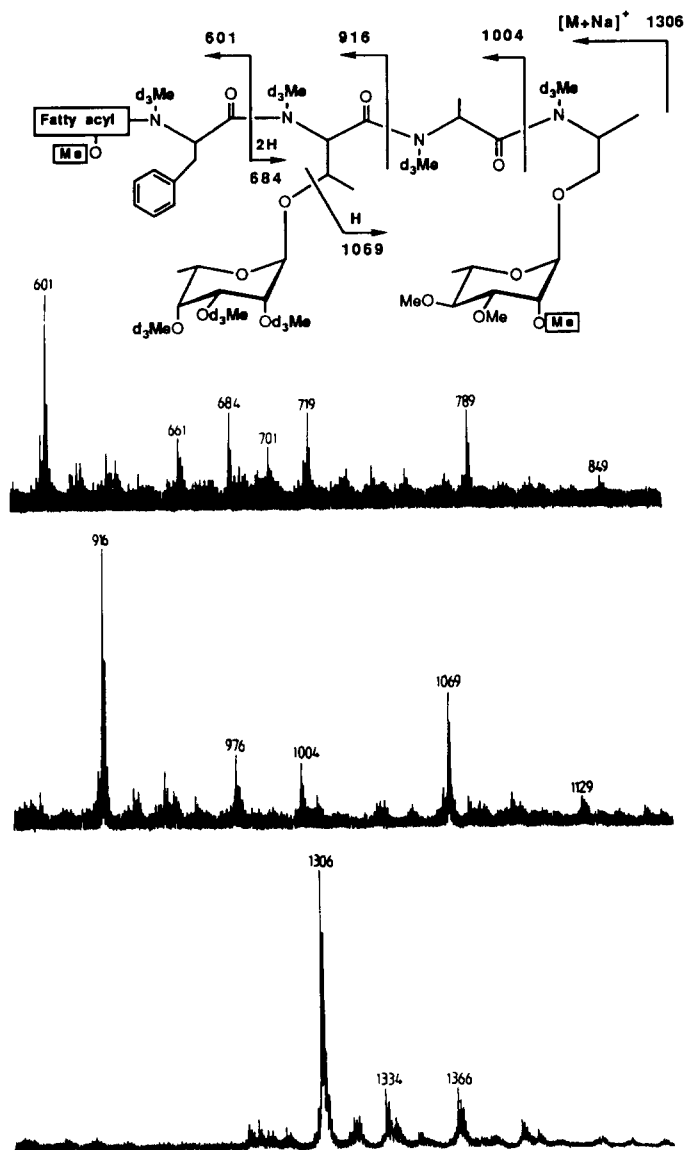 601
916
1004
[M+Na]+ 1306
d3Me
O
d3Me
O
d3Me
Fatty acyl
N
N
N
N
Me O
2H
684
d3Me
O
O
H
1069
O
O
O
O
MeO
d3MeO
Od3Me
Od3Me
OMe
O Me
601
661
684
701
719
789
849
916
976
1004
1069
1129
1306
1334
1366